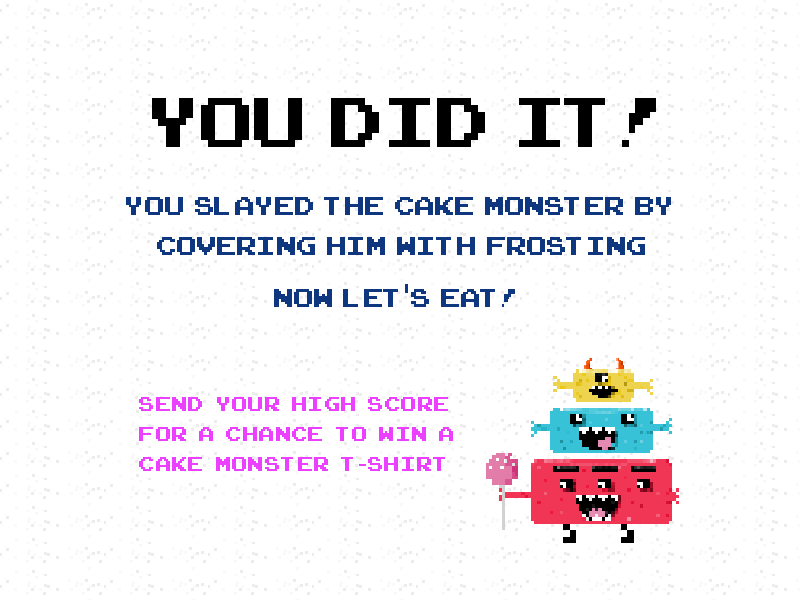 YOU DID IT!
YOU SLAYED THE CAKE MONSTER BY
COVERING HIM WITH FROSTING
NOW LET'S EAT!
SEND YOUR HIGH SCORE
FOR A CHANCE TO WIN A
CAKE MONSTER T-SHIRT